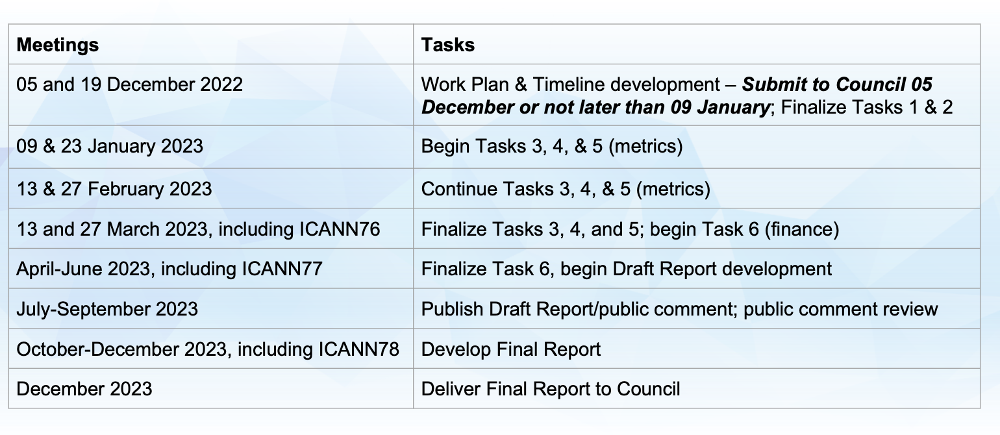 Meetings
Tasks
05 and 19 December 2022
Work Plan & Timeline development – Submit to Council 05
December or not later than 09 January; Finalize Tasks 1 & 2
09 & 23 January 2023
Begin Tasks 3, 4, & 5 (metrics)
13 & 27 February 2023
Continue Tasks 3, 4, & 5 (metrics)
13 and 27 March 2023, including ICANN76
Finalize Tasks 3, 4, and 5; begin Task 6 (finance)
April-June 2023, including ICANN77
Finalize Task 6, begin Draft Report development
July-September 2023
Publish Draft Report/public comment; public comment review
October-December 2023, including ICANN78
Develop Final Report
December 2023
Deliver Final Report to Council